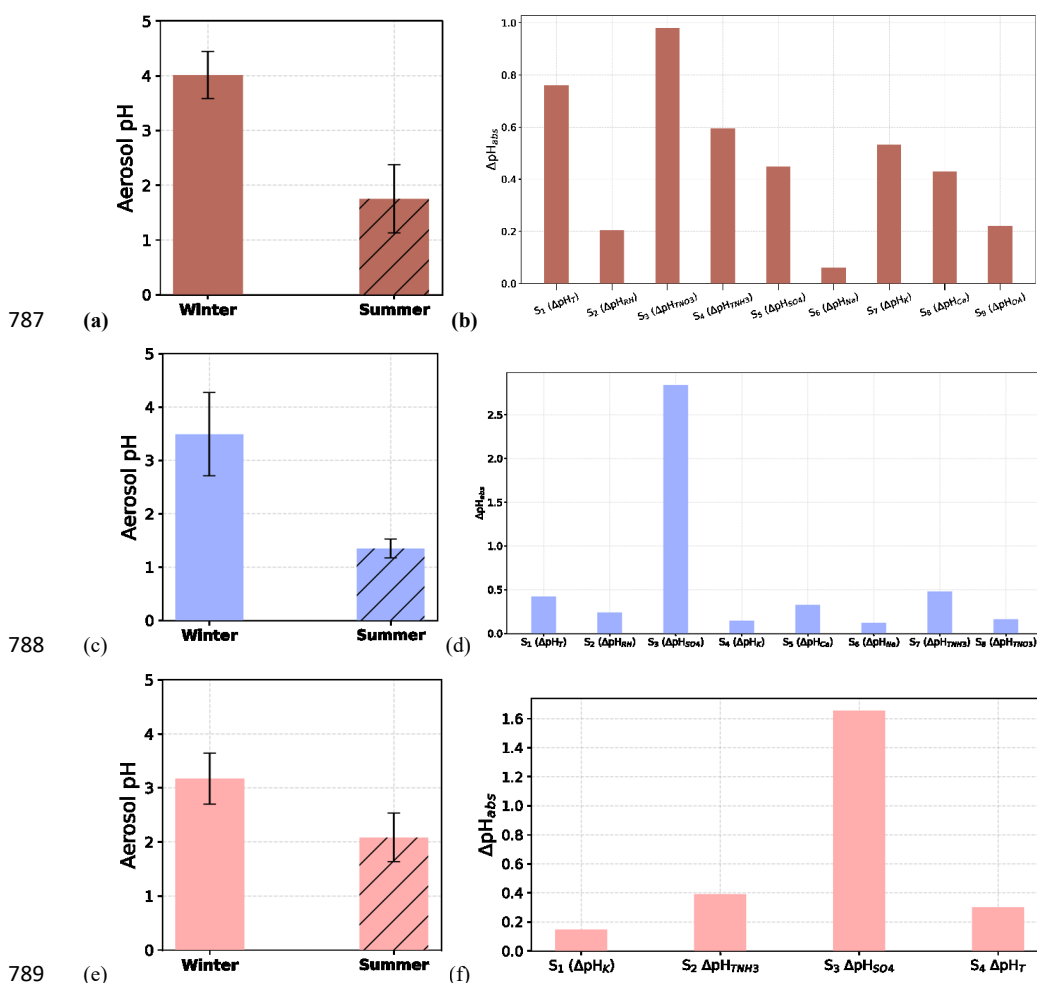 5
4
3
2
1
0
Aerosol pH
Winter
Summer
787
(a)
1.0
0.8
0.6
0.4
0.2
0.0
ΔpH_abs
S₁ (ΔpH_T)
S₂ (ΔpH_RH)
S₃ (ΔpH_TNO3)
S₄ (ΔpH_TNH3)
S₅ (ΔpH_SO4)
S₆ (ΔpH_Na)
S₇ (ΔpH_K)
S₈ (ΔpH_Ca)
S₉ (ΔpH_OA)
(b)
5
4
3
2
1
0
Aerosol pH
Winter
Summer
788
(c)
2.5
2.0
1.5
1.0
0.5
0.0
ΔpH_abs
S₁ (ΔpH_T)
S₂ (ΔpH_RH)
S₃ (ΔpH_SO4)
S₄ (ΔpH_K)
S₅ (ΔpH_Ca)
S₆ (ΔpH_Na)
S₇ (ΔpH_TNH3)
S₈ (ΔpH_TNO3)
(d)
5
4
3
2
1
0
Aerosol pH
Winter
Summer
789
(e)
1.6
1.4
1.2
1.0
0.8
0.6
0.4
0.2
0.0
ΔpH_abs
S₁ (ΔpH_K)
S₂ ΔpH_TNH3
S₃ ΔpH_SO4
S₄ ΔpH_T
(f)